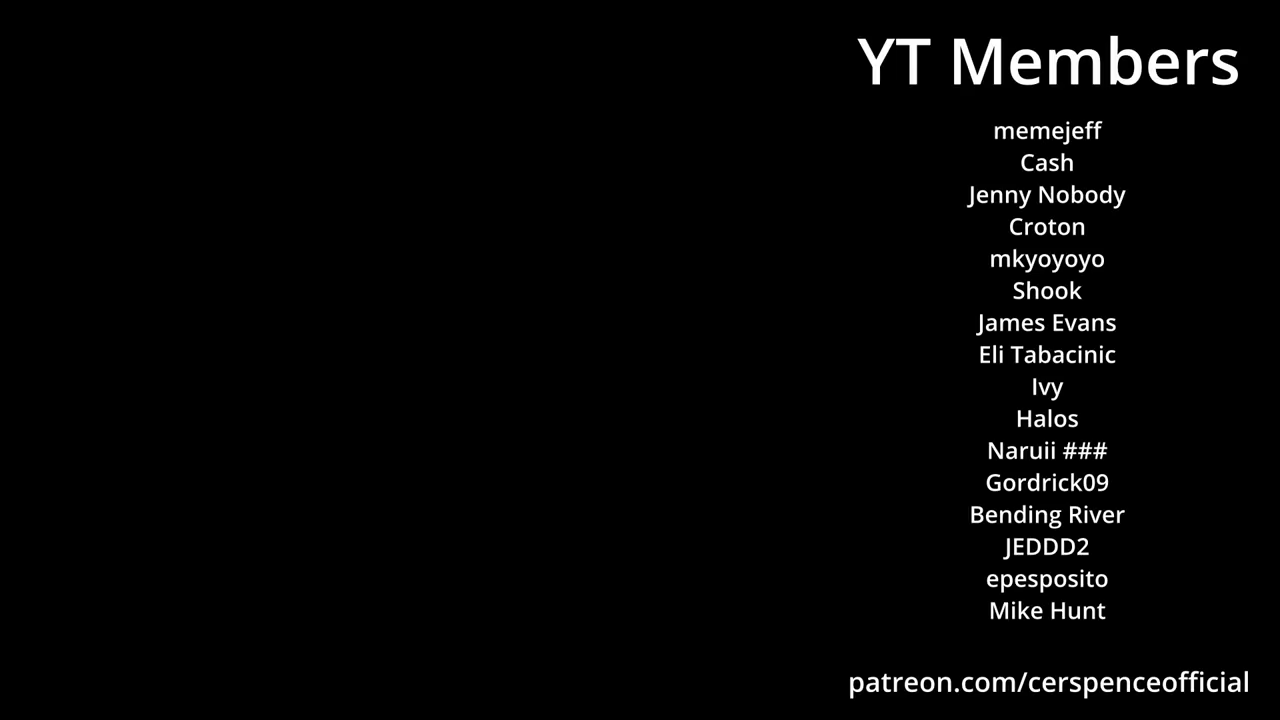 YT Members
memejeff
Cash
Jenny Nobody
Croton
mkyoyoyo
Shook
James Evans
Eli Tabacinic
Ivy
Halos
Naruii ###
Gordrick09
Bending River
JEDDD2
epesposito
Mike Hunt
patreon.com/cerspenceofficial